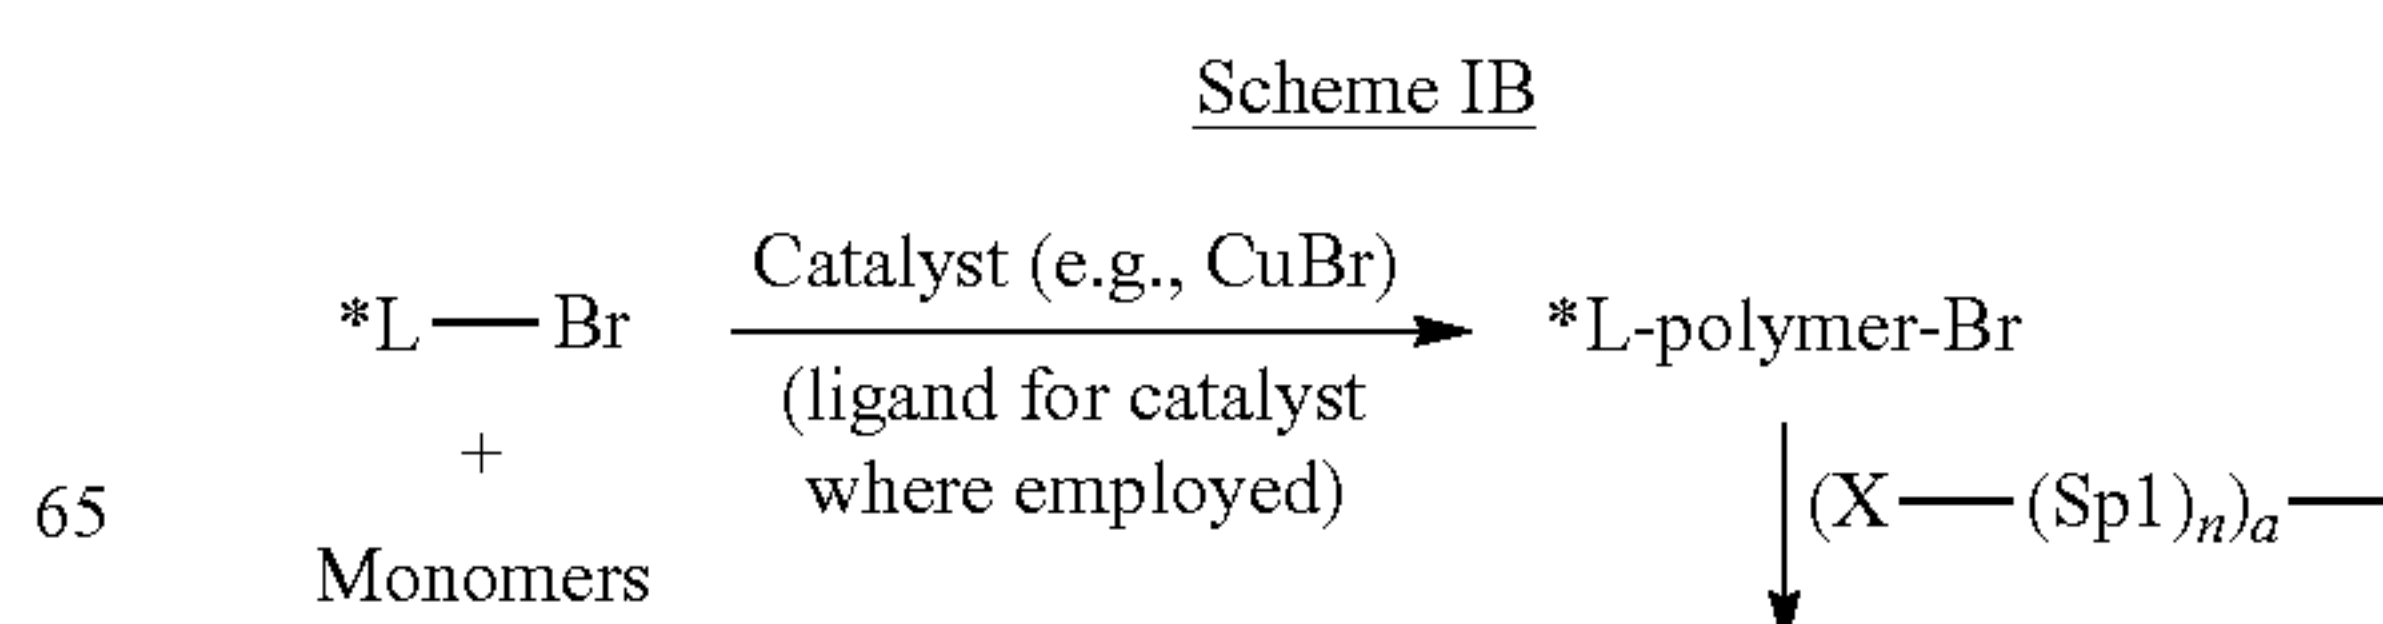 Scheme IB
Catalyst (e.g., CuBr)
*L—Br
*L-polymer-Br
(ligand for catalyst
+
where employed)
65
(X—(Sp1)n)a—
Monomers